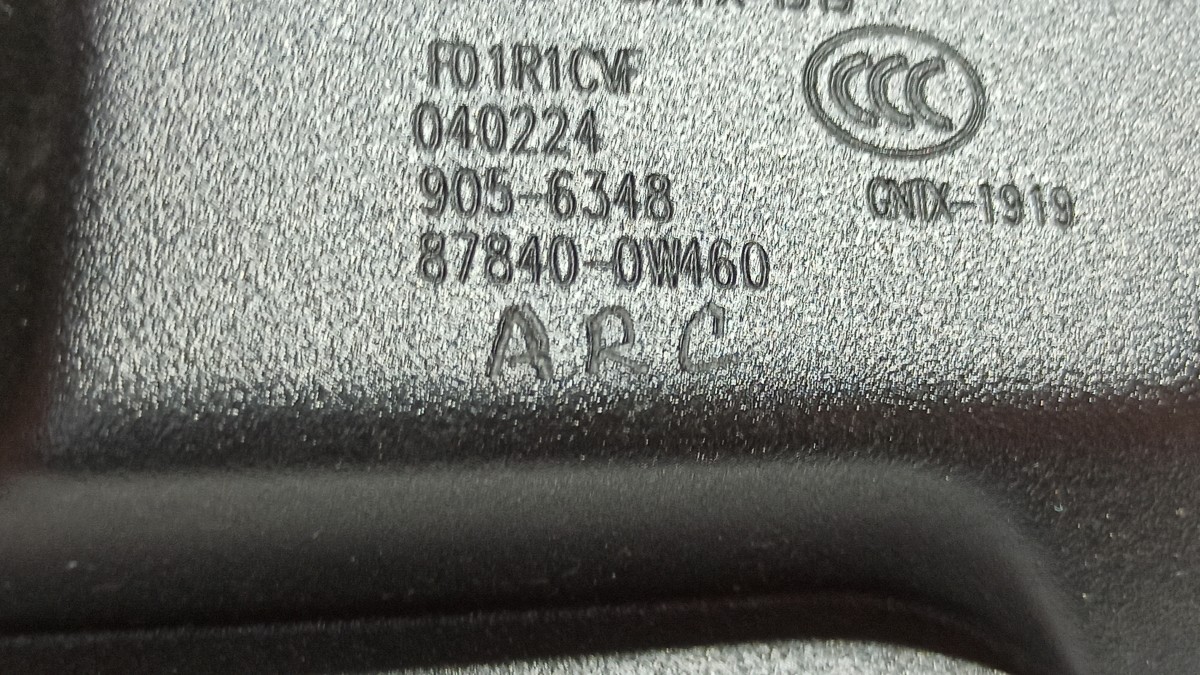 F01R1CVF
040224
905-6348
87840-0W460
ARC
CCC
GNTX-1919